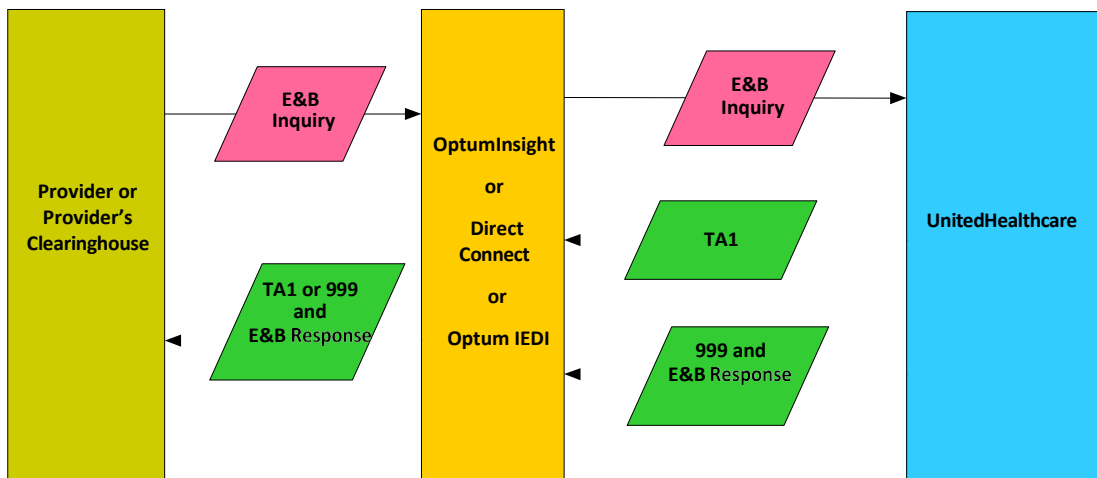 Provider or
Provider’s
Clearinghouse
E&B
Inquiry
TA1 or 999
and
E&B Response
OptumInsight
or
Direct
Connect
or
Optum IEDI
E&B
Inquiry
TA1
999 and
E&B Response
UnitedHealthcare